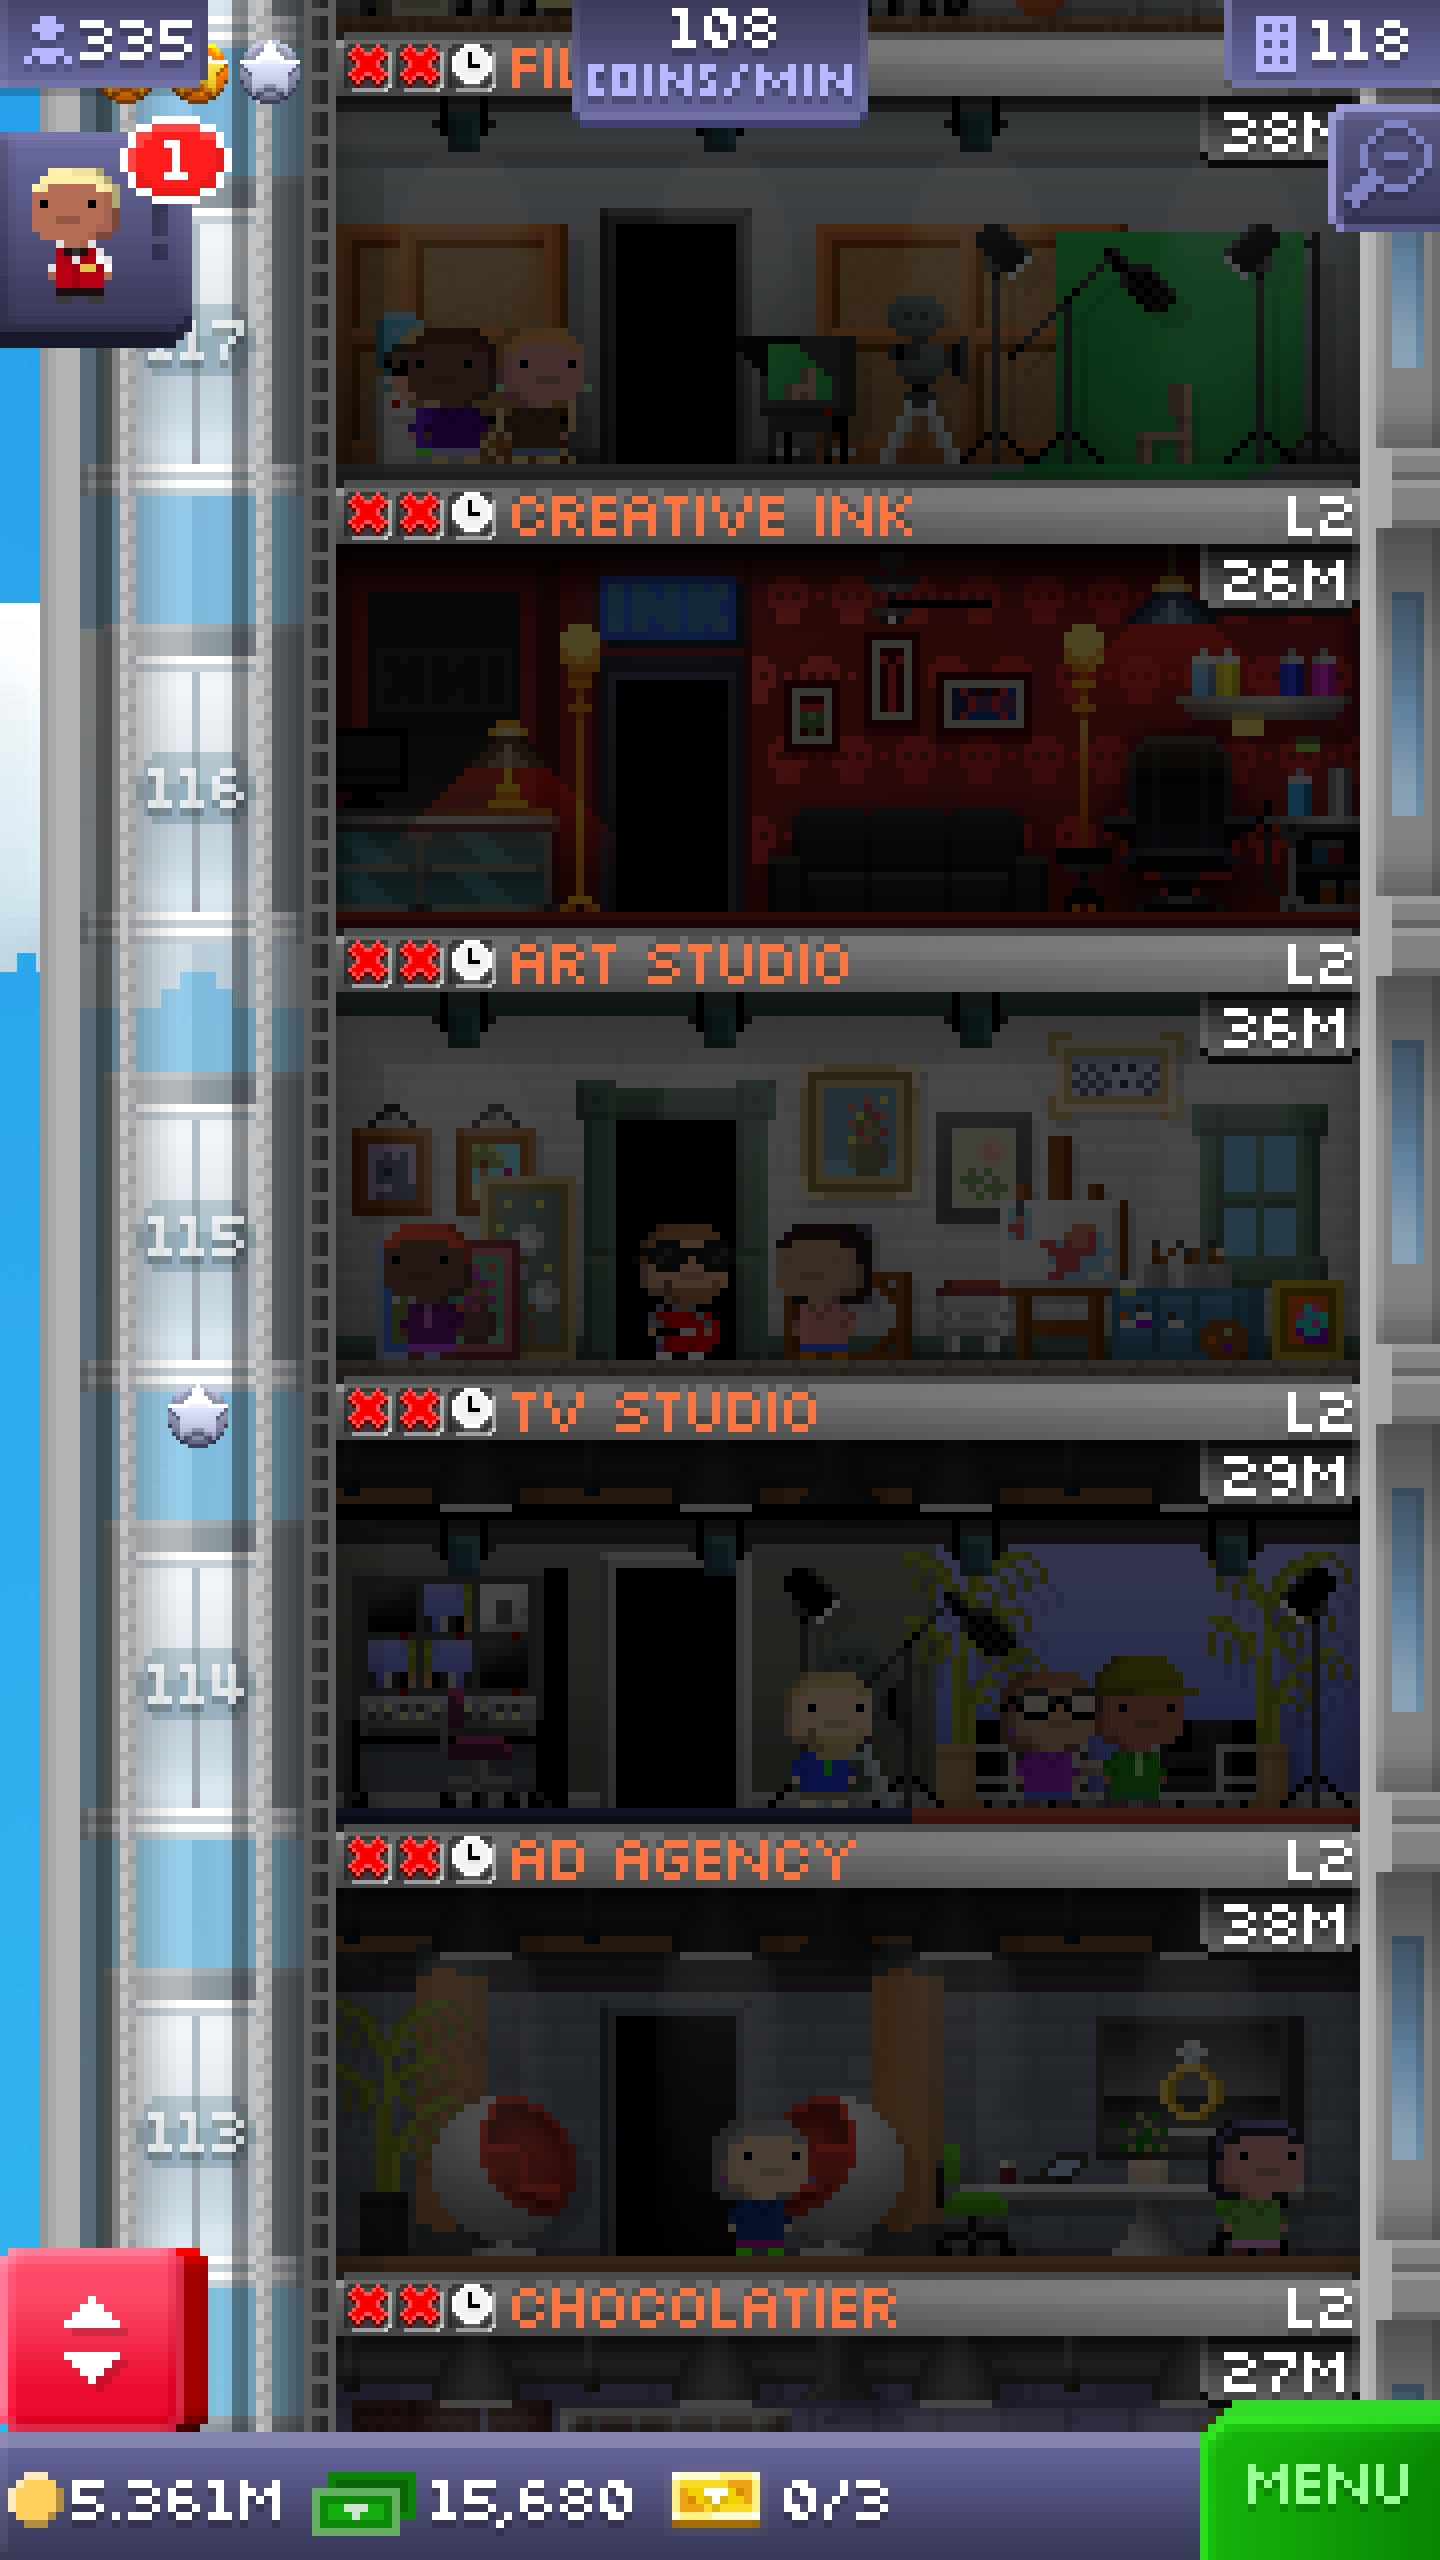 335
108
COINS/MIN
118
FIL
38M
1
117
CREATIVE INK L2
26M
INK
116
ART STUDIO L2
36M
115
TV STUDIO L2
29M
114
AD AGENCY L2
38M
113
CHOCOLATIER L2
27M
5.361M 15,680 0/3
MENU